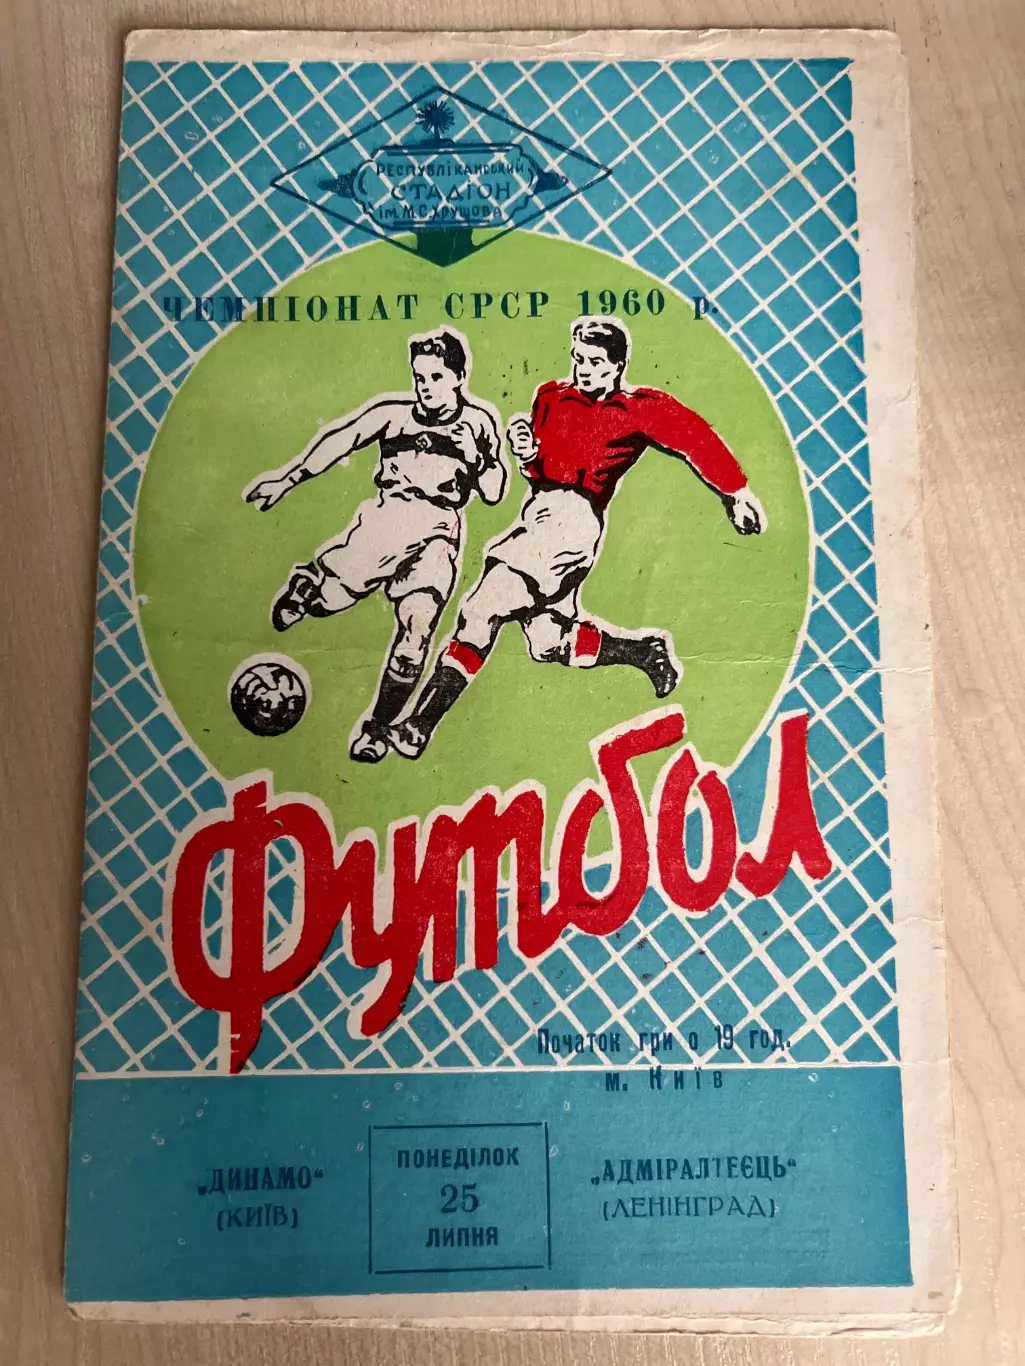 РЕСПУБЛІКАНСЬКИЙ
СТАДІОН
ім. М.С. Хрущова
ЧЕМПІОНАТ СРСР 1960 р.
Футбол
Початок гри о 19 год.
м. Київ
„ДИНАМО“
(КИЇВ)
ПОНЕДІЛОК
25
ЛИПНЯ
„АДМІРАЛТЕЄЦЬ“
(ЛЕНІНГРАД)